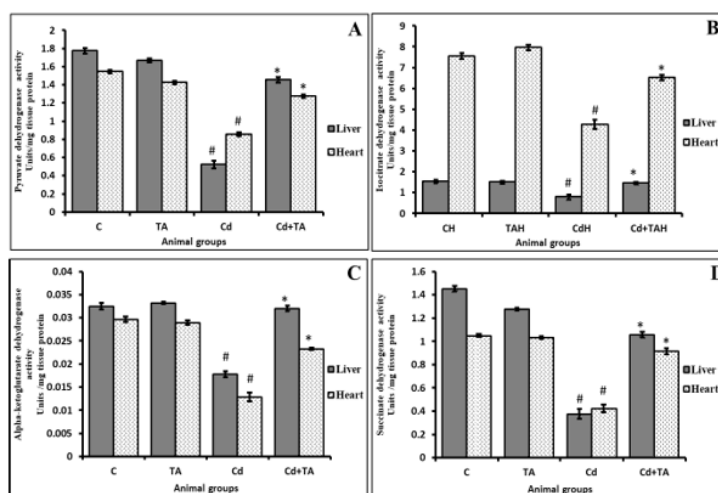 A
Pyruvate dehydrogenase activity
Units/mg tissue protein
1.8
1.6
1.4
1.2
1
0.8
0.6
0.4
0.2
0
2
#
#
*
*
Liver
Heart
C
TA
Cd
Cd+TA
Animal groups
B
Isocitrate dehydrogenase activity
Units/mg tissue protein
9
8
7
6
5
4
3
2
1
0
#
#
*
*
Liver
Heart
CH
TAH
CdH
Cd+TAH
Animal groups
C
Alpha-ketoglutarate dehydrogenase
activity
Units /mg tissue protein
0.04
0.035
0.03
0.025
0.02
0.015
0.01
0.005
0
#
#
*
*
Liver
Heart
C
TA
Cd
Cd+TA
Animal groups
D
Succinate dehydrogenase activity
Units /mg tissue protein
1.6
1.4
1.2
1
0.8
0.6
0.4
0.2
0
#
#
*
*
Liver
Heart
C
TA
Cd
Cd+TA
Animal groups